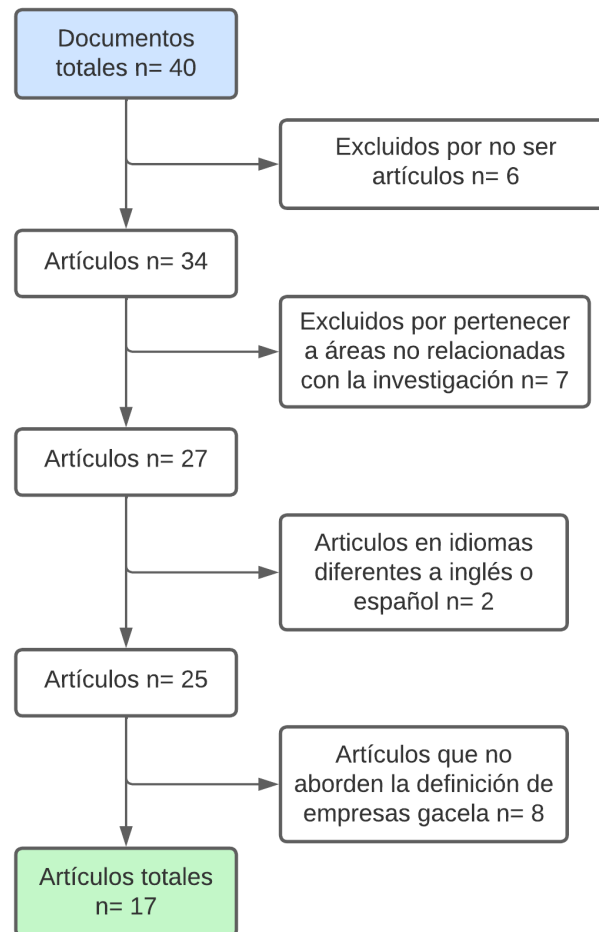 Documentos
totales n= 40
Excluidos por no ser
artículos n= 6
Artículos n= 34
Excluidos por pertenecer
a áreas no relacionadas
con la investigación n= 7
Artículos n= 27
Articulos en idiomas
diferentes a inglés o
español n= 2
Artículos n= 25
Artículos que no
aborden la definición de
empresas gacela n= 8
Artículos totales
n= 17